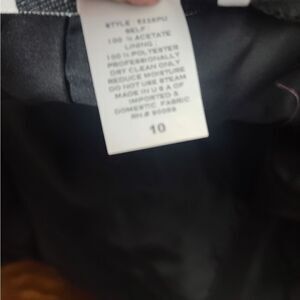 STYLE
SELF
100 % ACETATE
LINING :
100 % POLYESTER
PROFESSIONALLY
DRY CLEAN ONLY
REDUCE MOISTURE
DO NOT USE STEAM
MADE IN U S A OF
IMPORTED &
DOMESTIC FABRIC
RN #
10